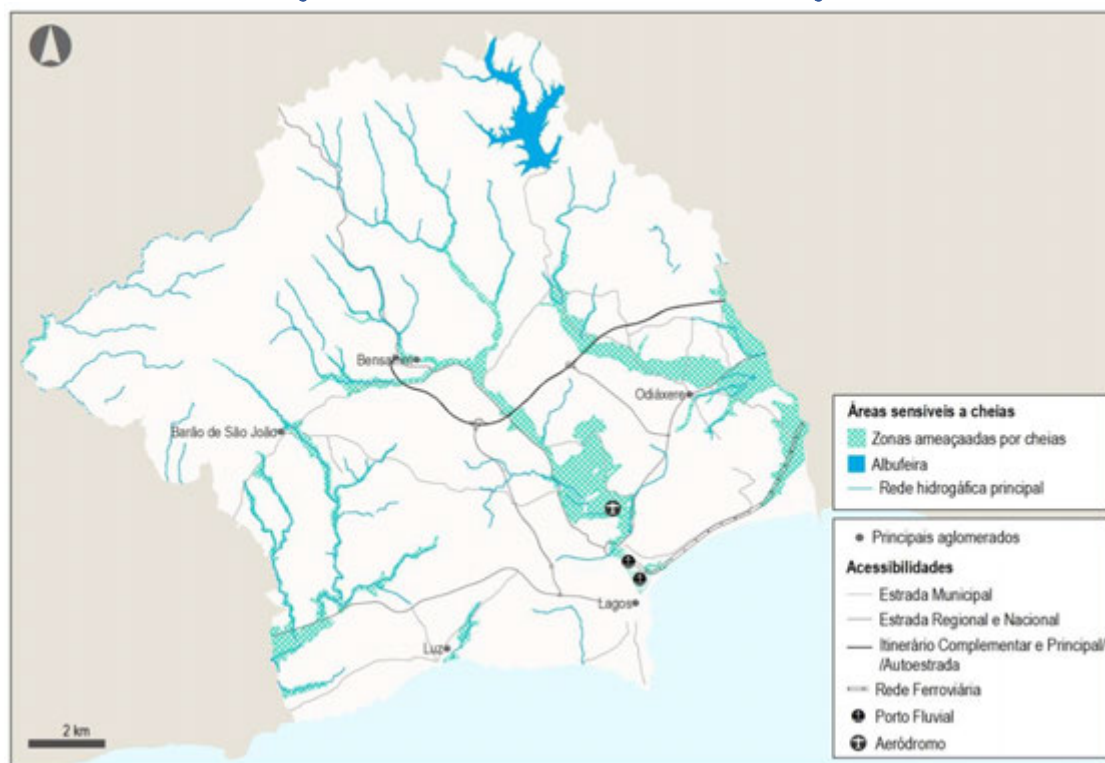 Bensafrim
Odiáxere
Barão de São João
Lagos
Luz
2 km
Áreas sensíveis a cheias
Zonas ameaçaadas por cheias
Albufeira
Rede hidrogáfica principal
Principais aglomerados
Acessibilidades
Estrada Municipal
Estrada Regional e Nacional
Itinerário Complementar e Principal/
/Autoestrada
Rede Ferroviária
Porto Fluvial
Aeródromo